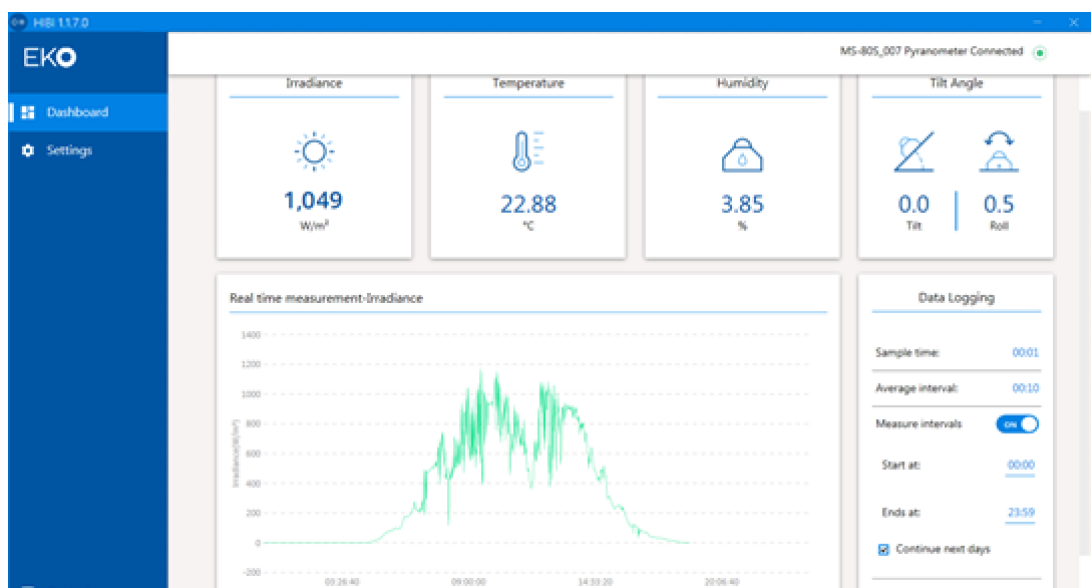 HIBI 1.1.7.0
EKO
MS-80S_007 Pyranometer Connected
Dashboard
Settings
Irradiance
1,049
W/m²
Temperature
22.88
°C
Humidity
3.85
%
Tilt Angle
0.0
Tilt
0.5
Roll
Real time measurement-Irradiance
1400
1200
1000
800
600
400
200
0
-200
Irradiance(W/m²)
03:26:40
09:00:00
14:33:20
20:06:40
Data Logging
Sample time: 00:01
Average interval: 00:10
Measure intervals ON
Start at: 00:00
Ends at: 23:59
Continue next days